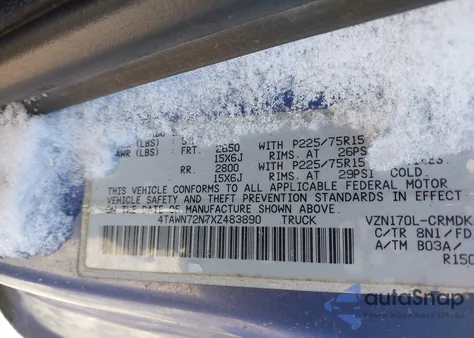 (LBS)
AWR (LBS) FRT. 2650 WITH P225/75R15
15X6J RIMS. AT 26PSI
RR. 2800 WITH P225/75R15
15X6J RIMS. AT 29PSI COLD.
THIS VEHICLE CONFORMS TO ALL APPLICABLE FEDERAL MOTOR
VEHICLE SAFETY AND THEFT PREVENTION STANDARDS IN EFFECT
ON THE DATE OF MANUFACTURE SHOWN ABOVE.
4TAWN72N7XZ483890 TRUCK VZN170L-CRMDK
C/TR 8N1/FD
A/TM B03A/
R150
autoSnap